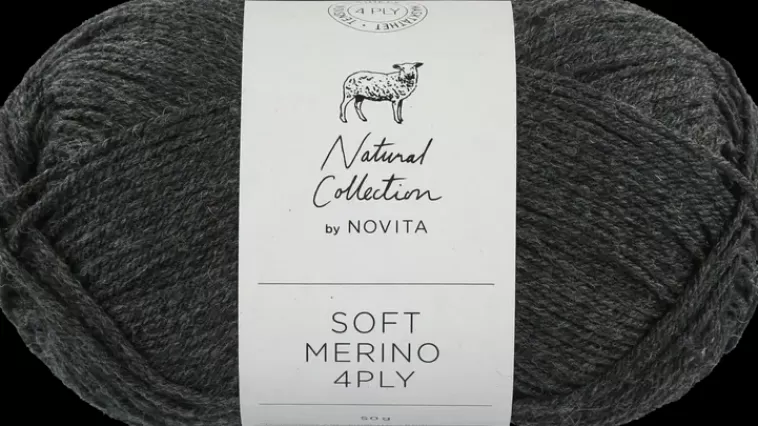 4 PLY
Natural
Collection
by NOVITA
SOFT
MERINO
4PLY
50 g